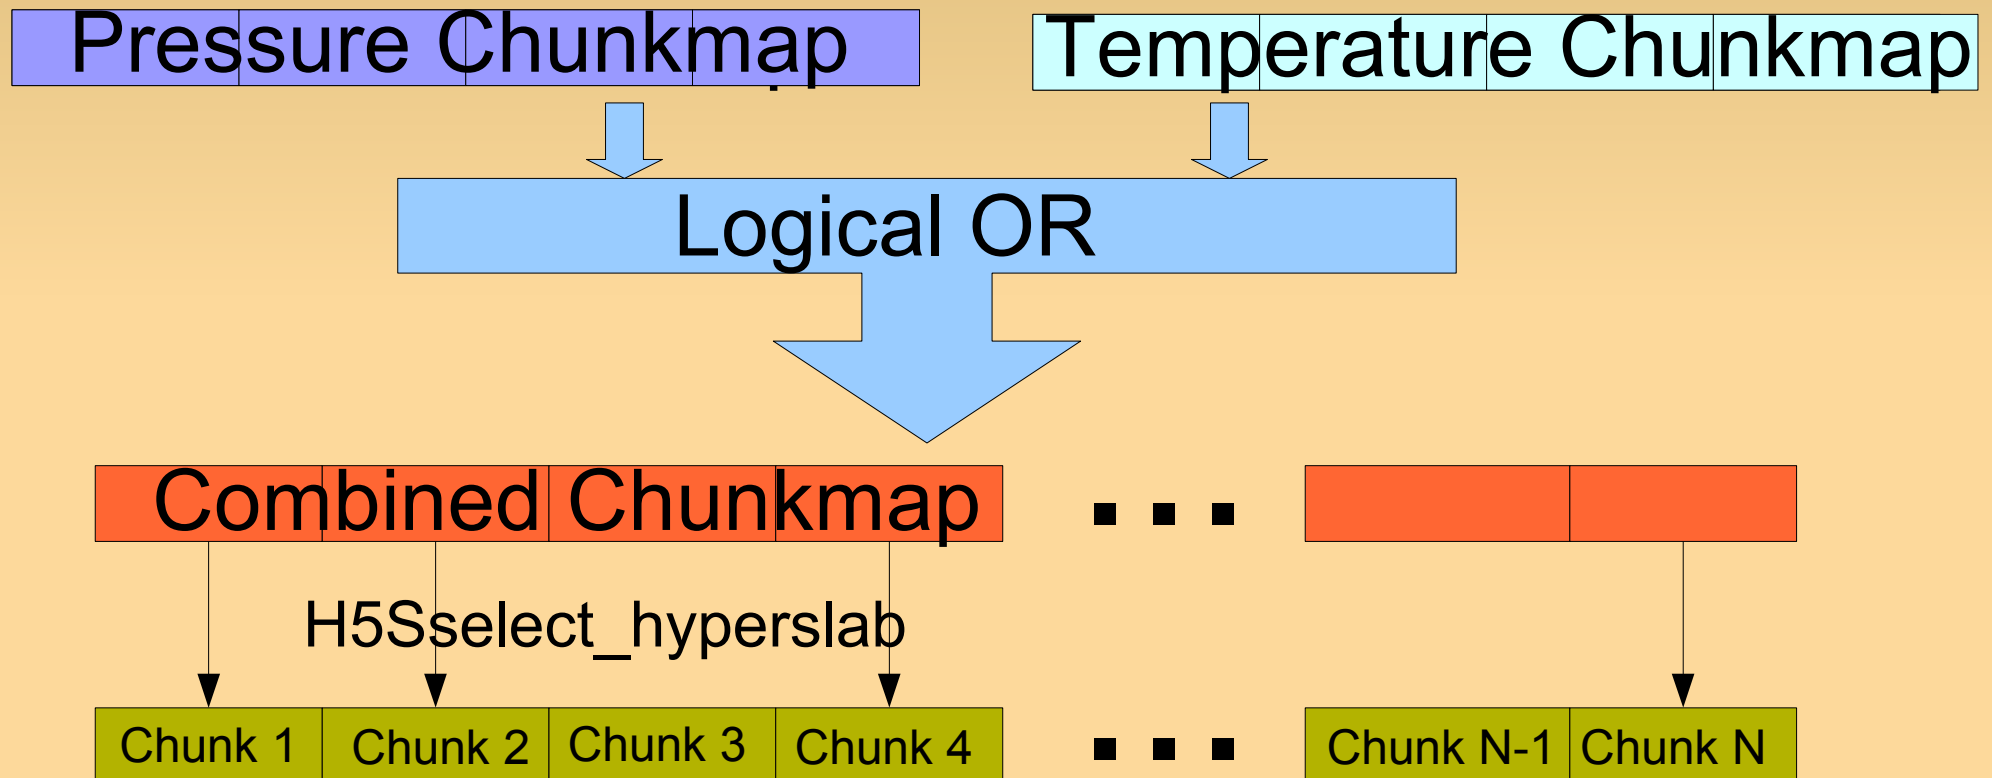 Pressure Chunkmap
Temperature Chunkmap
Logical OR
Combined Chunkmap
H5Sselect_hyperslab
Chunk 1 Chunk 2 Chunk 3 Chunk 4 Chunk N-1 Chunk N